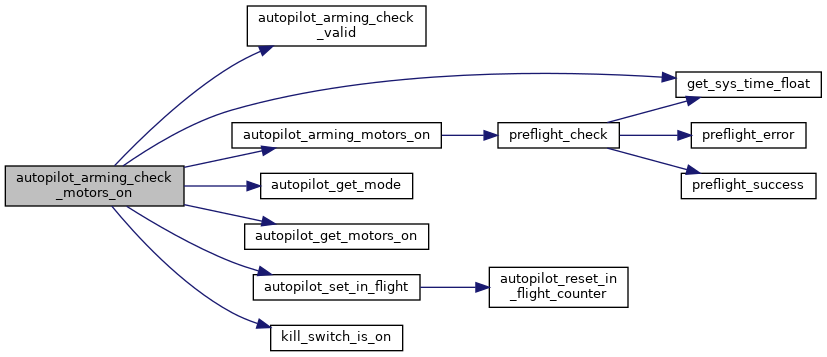 autopilot_arming_check
_valid
get_sys_time_float
autopilot_arming_motors_on
preflight_check
preflight_error
autopilot_arming_check
_motors_on
autopilot_get_mode
preflight_success
autopilot_get_motors_on
autopilot_set_in_flight
autopilot_reset_in
_flight_counter
kill_switch_is_on